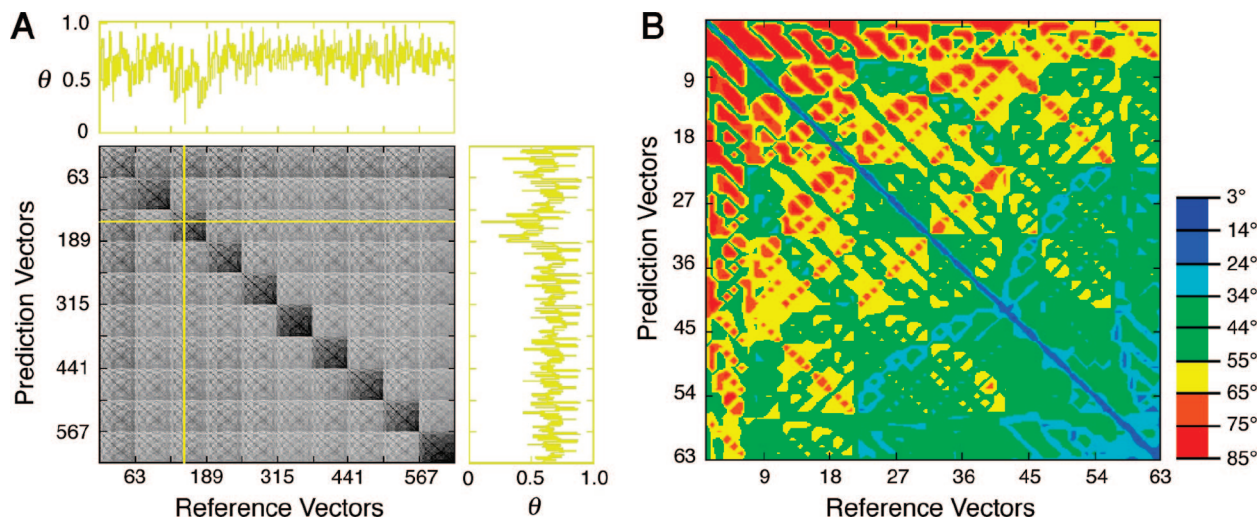 A
1.0
θ 0.5
0
63
189
315
441
567
Prediction Vectors
63 189 315 441 567
Reference Vectors
0 0.5 1.0
θ
B
9
18
27
36
45
54
63
Prediction Vectors
9 18 27 36 45 54 63
Reference Vectors
3°
14°
24°
34°
44°
55°
65°
75°
85°